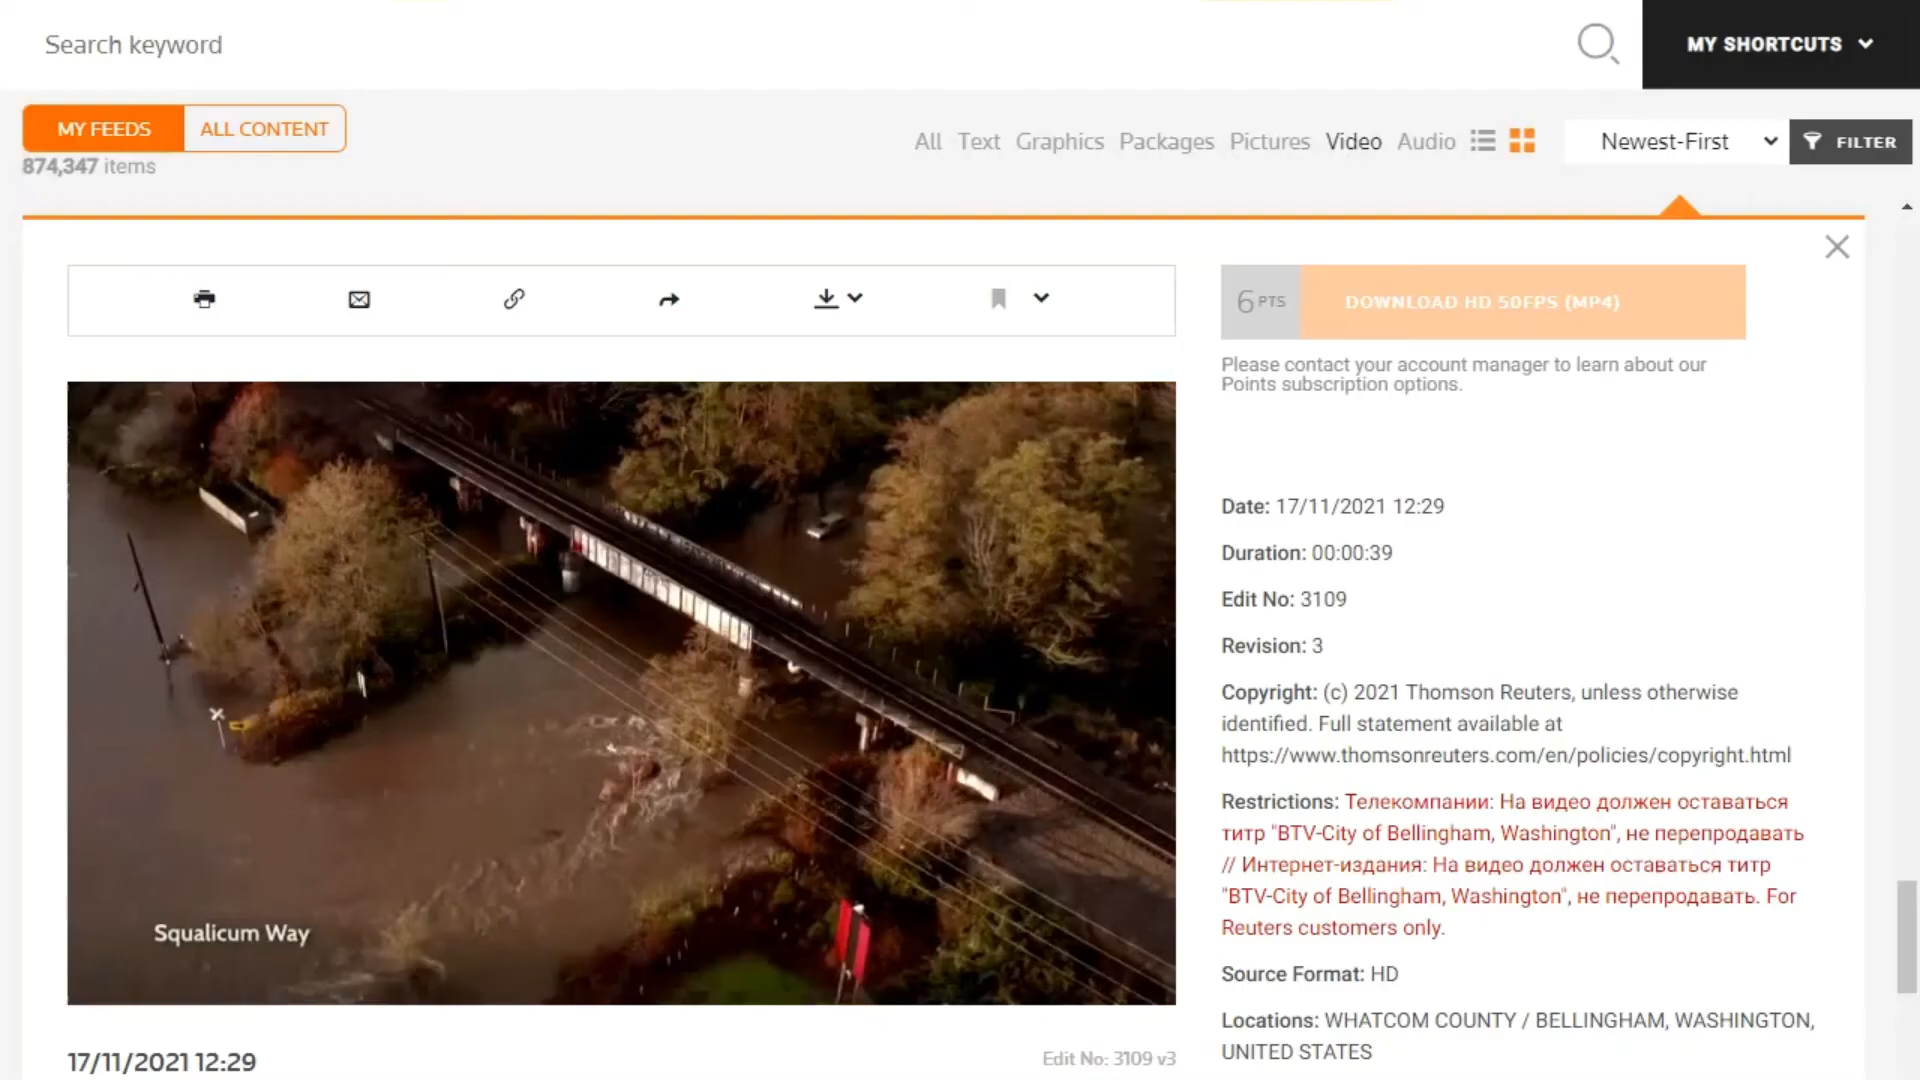 Search keyword
MY SHORTCUTS
MY FEEDS ALL CONTENT
874,347 items
All Text Graphics Packages Pictures Video Audio
Newest-First
FILTER
6 PTS DOWNLOAD HD 50FPS (MP4)
Please contact your account manager to learn about our
Points subscription options.
Date: 17/11/2021 12:29
Duration: 00:00:39
Edit No: 3109
Revision: 3
Copyright: (c) 2021 Thomson Reuters, unless otherwise
identified. Full statement available at
https://www.thomsonreuters.com/en/policies/copyright.html
Restrictions: Телекомпании: На видео должен оставаться
титр "BTV-City of Bellingham, Washington", не перепродавать
// Интернет-издания: На видео должен оставаться титр
"BTV-City of Bellingham, Washington", не перепродавать. For
Reuters customers only.
Source Format: HD
Locations: WHATCOM COUNTY / BELLINGHAM, WASHINGTON,
UNITED STATES
Squalicum Way
17/11/2021 12:29
Edit No: 3109 v3